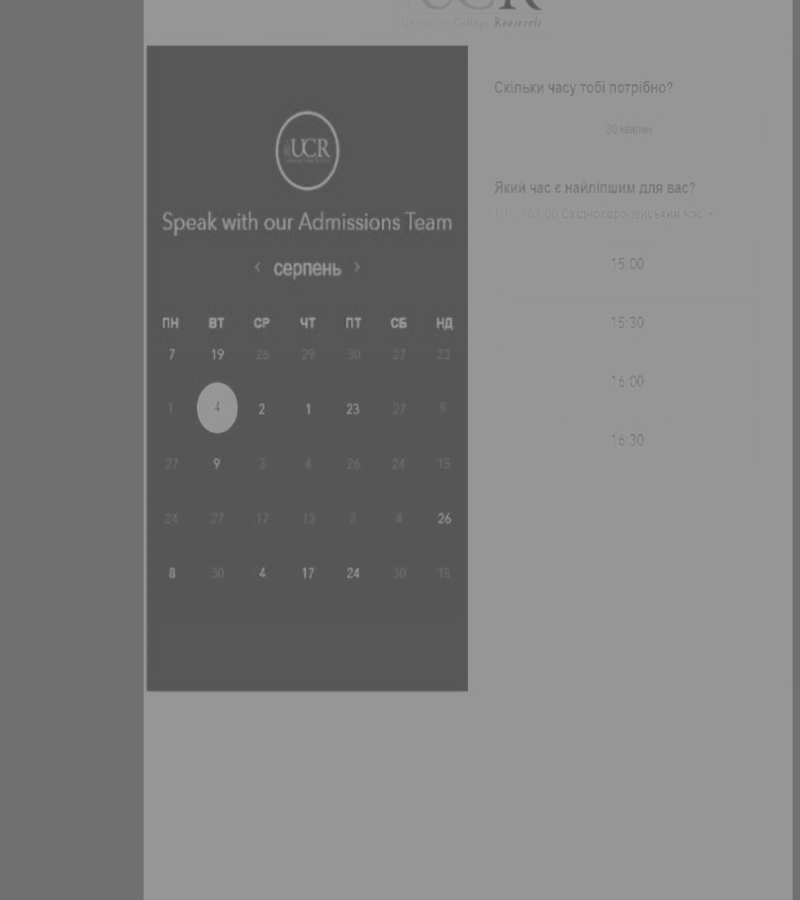 UCR
University College Roosevelt
UCR
Speak with our Admissions Team
‹ серпень ›
ПН ВТ СР ЧТ ПТ СБ НД
7 19 26 29 30 27 23
1 4 2 1 23 27 5
27 9 3 4 26 24 15
24 27 17 13 2 4 26
8 30 4 17 24 30 15
Скільки часу тобі потрібно?
30 хвилин
Який час є найліпшим для вас?
UTC +03:00 Східноєвропейський час
15:00
15:30
16:00
16:30